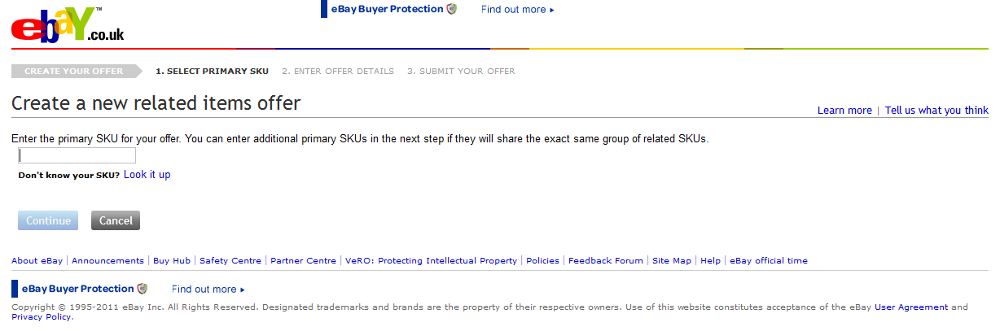 ebaY™.co.uk
eBay Buyer Protection Find out more ▸
CREATE YOUR OFFER 1. SELECT PRIMARY SKU 2. ENTER OFFER DETAILS 3. SUBMIT YOUR OFFER
Create a new related items offer
Learn more | Tell us what you think
Enter the primary SKU for your offer. You can enter additional primary SKUs in the next step if they will share the exact same group of related SKUs.
Don't know your SKU? Look it up
Continue Cancel
About eBay | Announcements | Buy Hub | Safety Centre | Partner Centre | VeRO: Protecting Intellectual Property | Policies | Feedback Forum | Site Map | Help | eBay official time
eBay Buyer Protection Find out more ▸
Copyright © 1995-2011 eBay Inc. All Rights Reserved. Designated trademarks and brands are the property of their respective owners. Use of this website constitutes acceptance of the eBay User Agreement and
Privacy Policy.